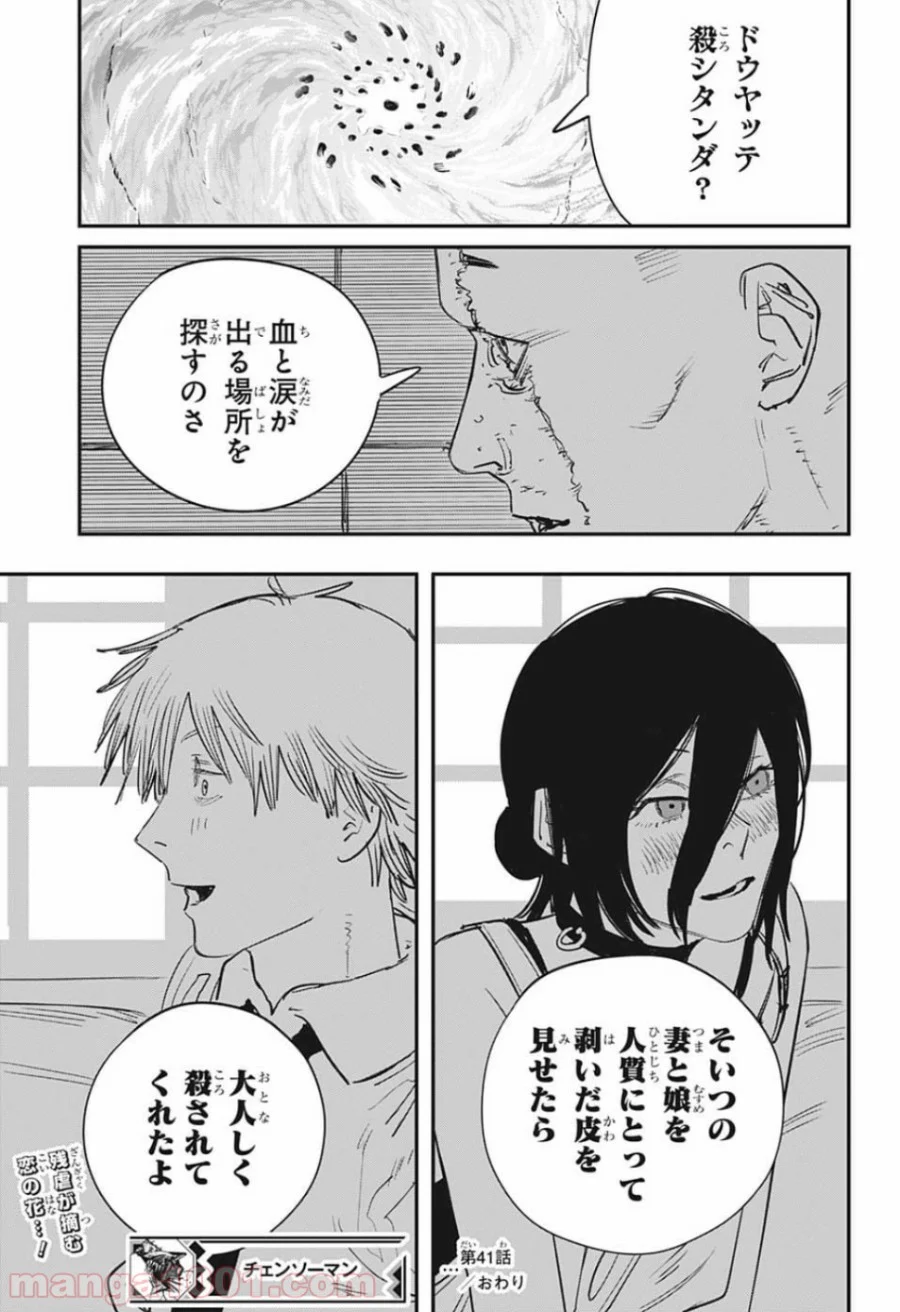 ドウヤッテ
殺シタンダ？
血と涙が
出る場所を
探すのさ
そいつの
妻と娘を
人質にとって
剥いだ皮を
見せたら
大人しく
殺されて
くれたよ
残虐が摘む
恋の花…！
チェンソーマン
第41話
…／おわり